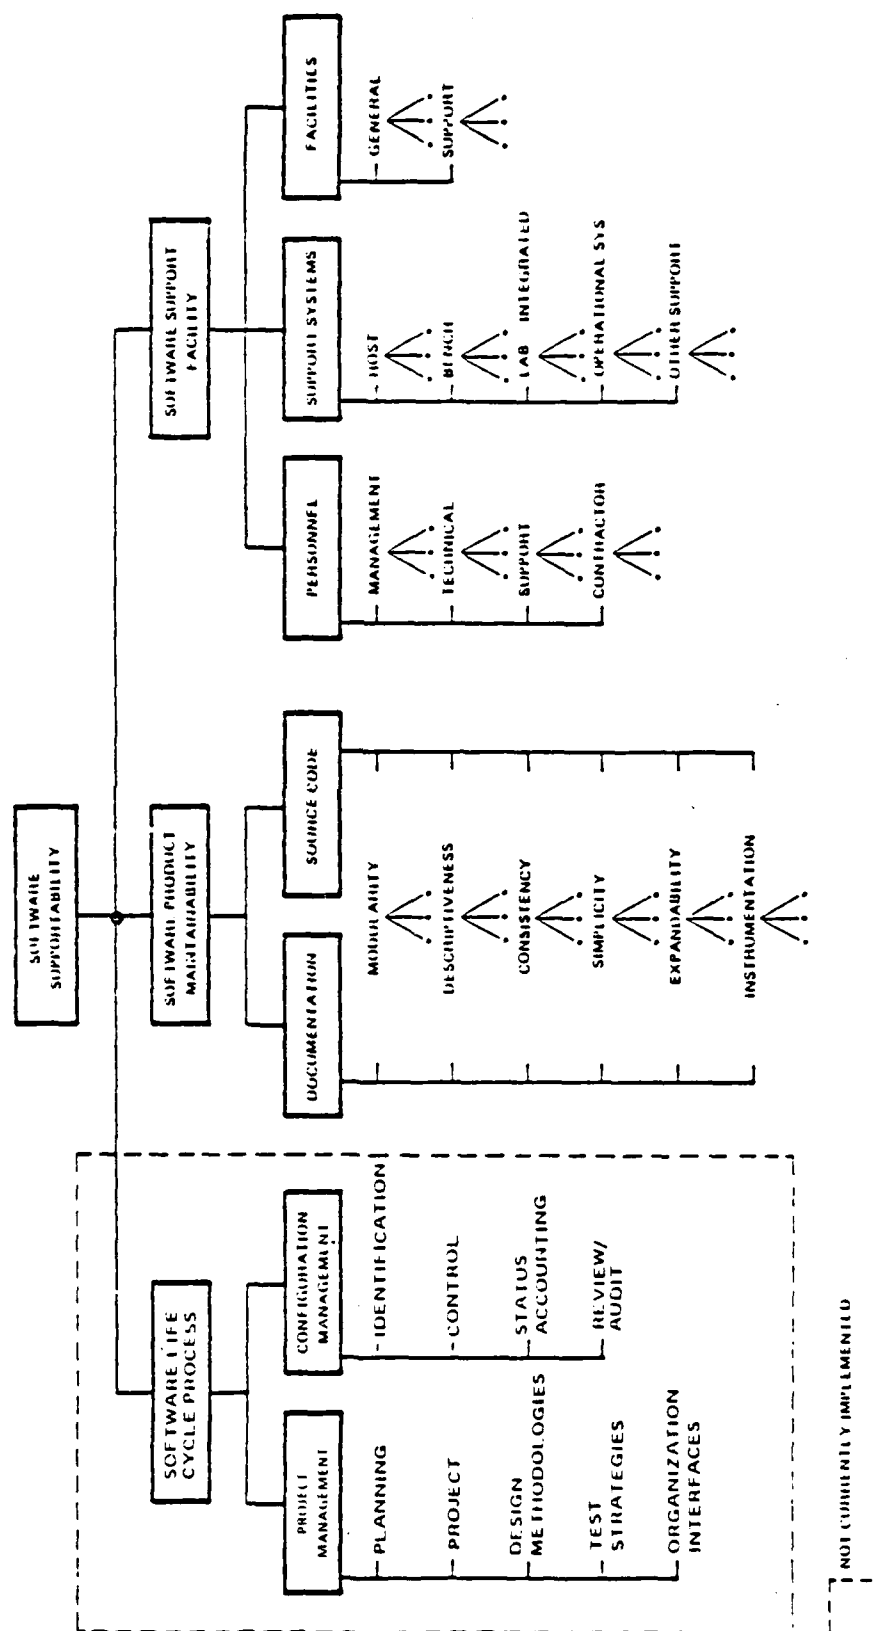 SOFTWARE
SUPPORTABILITY
SOFTWARE LIFE
CYCLE PROCESS
SOFTWARE PRODUCT
MAINTAINABILITY
SOFTWARE SUPPORT
FACILITY
PROJECT
MANAGEMENT
CONFIGURATION
MANAGEMENT
DOCUMENTATION
SOURCE CODE
PERSONNEL
SUPPORT SYSTEMS
FACILITIES
PLANNING
PROJECT
DESIGN
METHODOLOGIES
TEST
STRATEGIES
ORGANIZATION
INTERFACES
IDENTIFICATION
CONTROL
STATUS
ACCOUNTING
REVIEW/
AUDIT
MODULARITY
DESCRIPTIVENESS
CONSISTENCY
SIMPLICITY
EXPANDABILITY
INSTRUMENTATION
MANAGEMENT
TECHNICAL
SUPPORT
CONTRACTOR
HOST
BENCH
LAB INTEGRATED
OPERATIONAL SYS
OTHER SUPPORT
GENERAL
SUPPORT
NOT CURRENTLY IMPLEMENTED